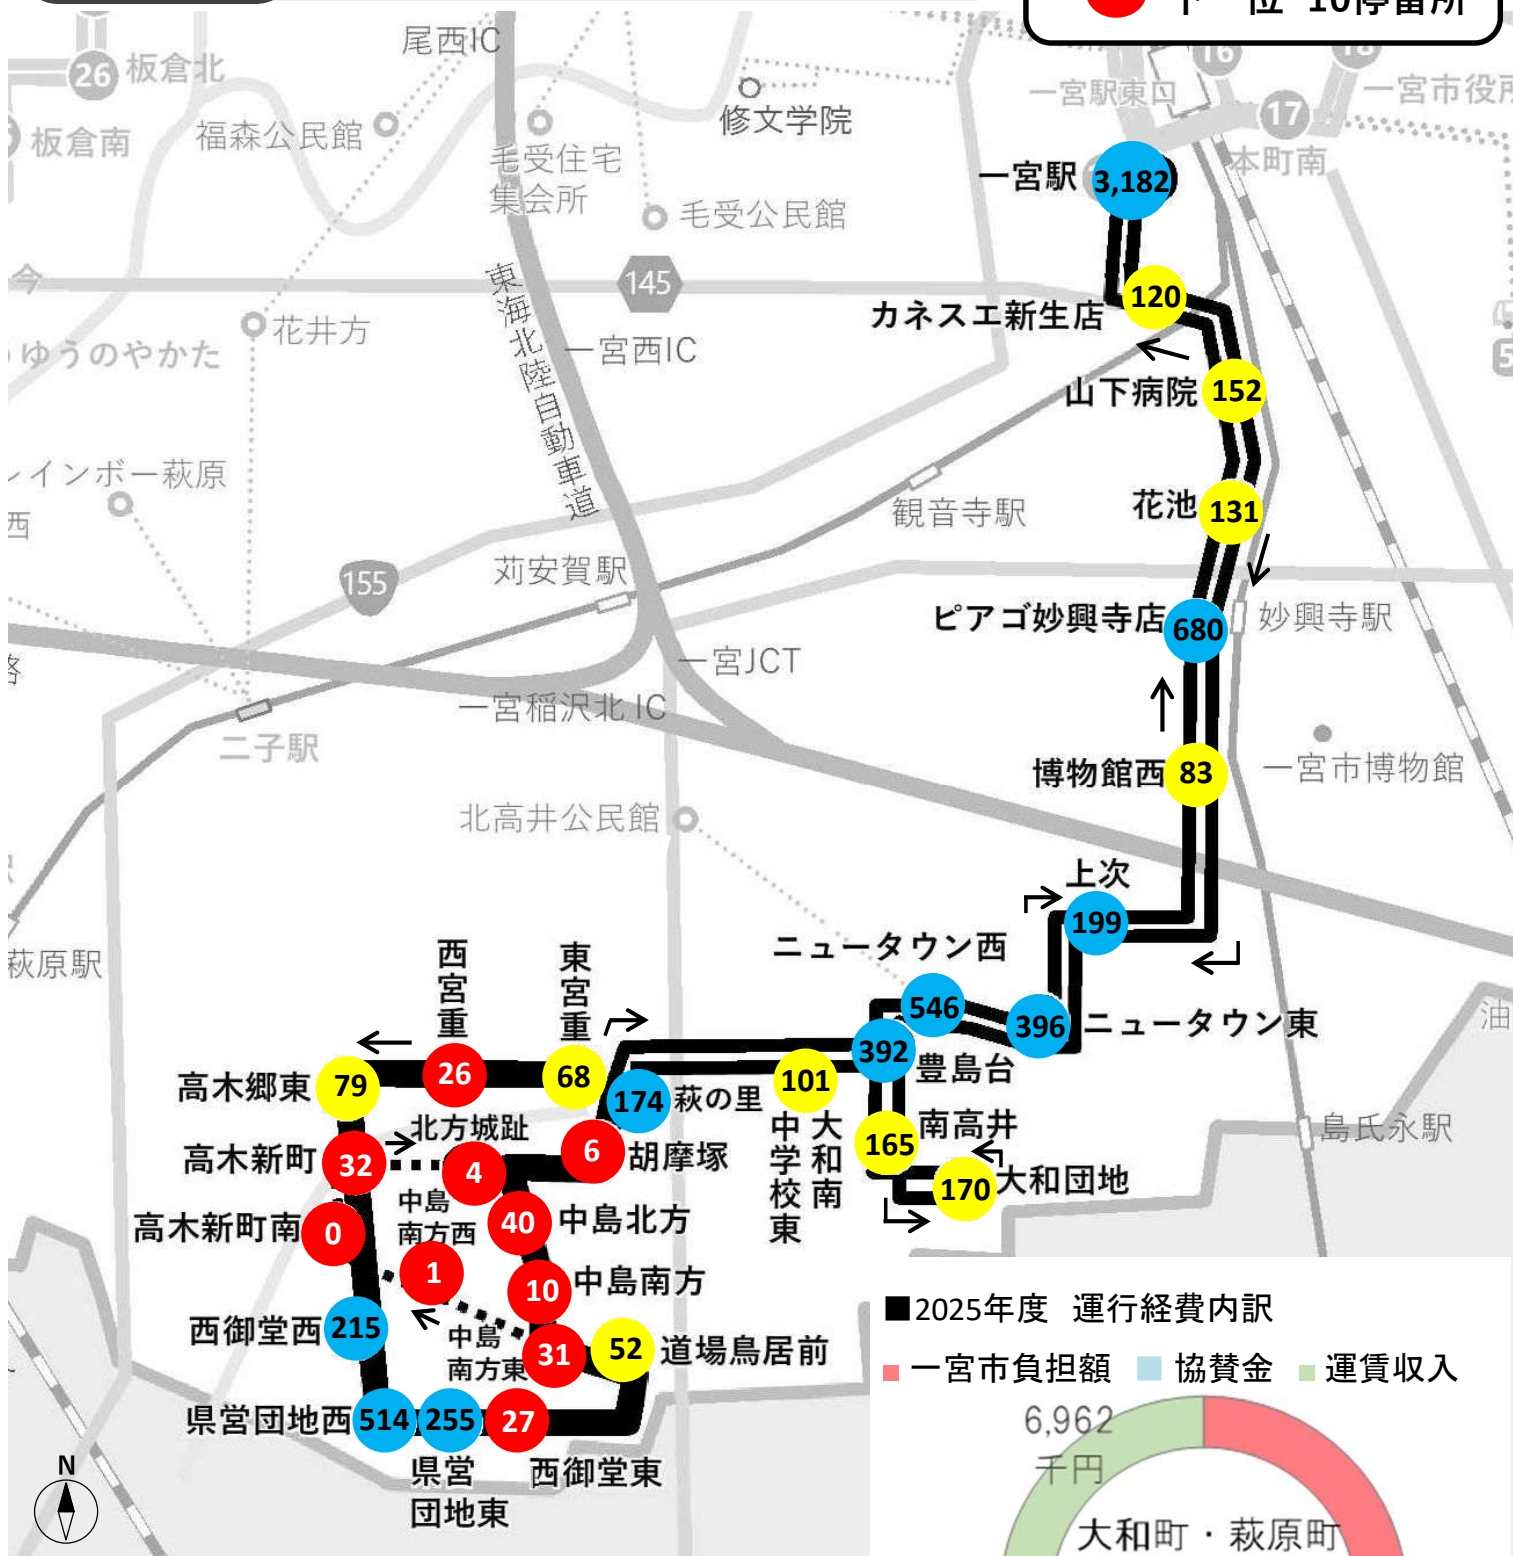 下 位 10停留所
尾西IC
26 板倉北
板倉南
福森公民館
毛受住宅
集会所
毛受公民館
修文学院
一宮駅東口
16
18
17
一宮市役所
本町南
一宮駅
3,182
今
145
東海北陸自動車道
花井方
ゆうのやかた
一宮西IC
カネスエ新生店
120
山下病院
152
5
レインボー萩原
西
観音寺駅
花池
131
155
苅安賀駅
ピアゴ妙興寺店
680
妙興寺駅
一宮JCT
一宮稲沢北 IC
二子駅
博物館西
83
一宮市博物館
北高井公民館
上次
199
萩原駅
西宮重
東宮重
ニュータウン西
546
396
ニュータウン東
油
392
豊島台
高木郷東
79
26
68
174
萩の里
101
大和南
中学校東
南高井
165
島氏永駅
高木新町
32
北方城趾
4
6
胡摩塚
170
大和団地
高木新町南
0
中島
南方西
1
40
中島北方
10
中島南方
西御堂西
215
中島
南方東
31
52
道場鳥居前
県営団地西
514
255
27
県営
団地東
西御堂東
N
■2025年度 運行経費内訳
一宮市負担額
協賛金
運賃収入
6,962
千円
大和町・萩原町